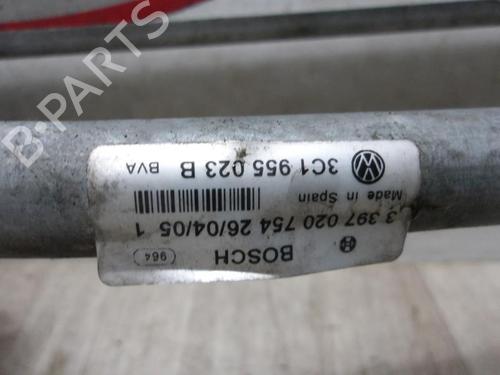 3C1 955 023 B BVA
Made in Spain
3 397 020 754 26/04/05 1
BOSCH
964
B-PARTS